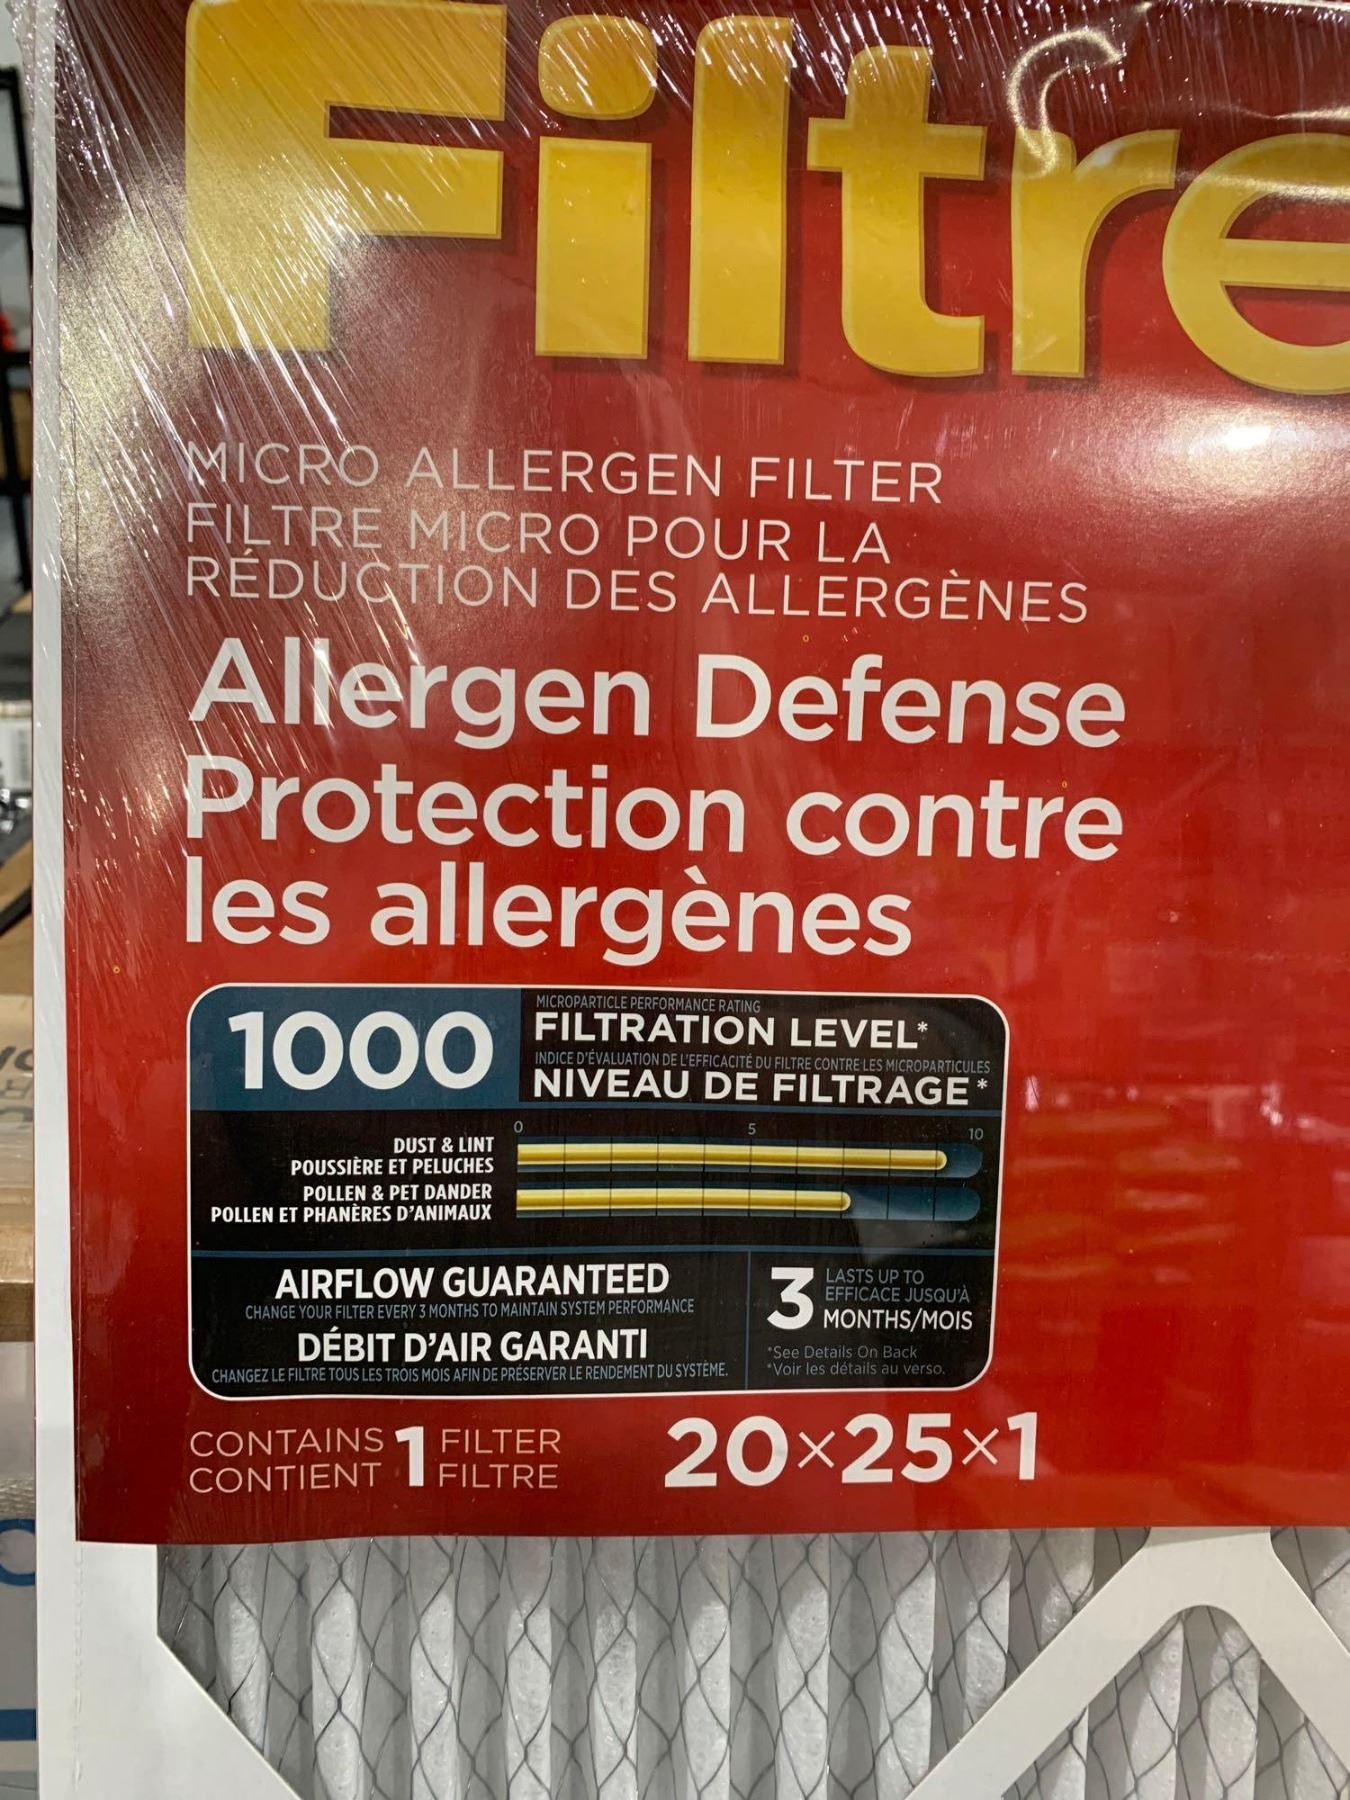 Filtre
MICRO ALLERGEN FILTER
FILTRE MICRO POUR LA
RÉDUCTION DES ALLERGÈNES
Allergen Defense
Protection contre
les allergènes
1000
MICROPARTICLE PERFORMANCE RATING
FILTRATION LEVEL*
INDICE D'ÉVALUATION DE L'EFFICACITÉ DU FILTRE CONTRE LES MICROPARTICULES
NIVEAU DE FILTRAGE*
0 5 10
DUST & LINT
POUSSIÈRE ET PELUCHES
POLLEN & PET DANDER
POLLEN ET PHANÈRES D'ANIMAUX
AIRFLOW GUARANTEED
CHANGE YOUR FILTER EVERY 3 MONTHS TO MAINTAIN SYSTEM PERFORMANCE
DÉBIT D'AIR GARANTI
CHANGEZ LE FILTRE TOUS LES TROIS MOIS AFIN DE PRÉSERVER LE RENDEMENT DU SYSTÈME.
3 LASTS UP TO
EFFICACE JUSQU'À
MONTHS/MOIS
*See Details On Back
*Voir les détails au verso.
CONTAINS 1 FILTER
CONTIENT FILTRE
20×25×1